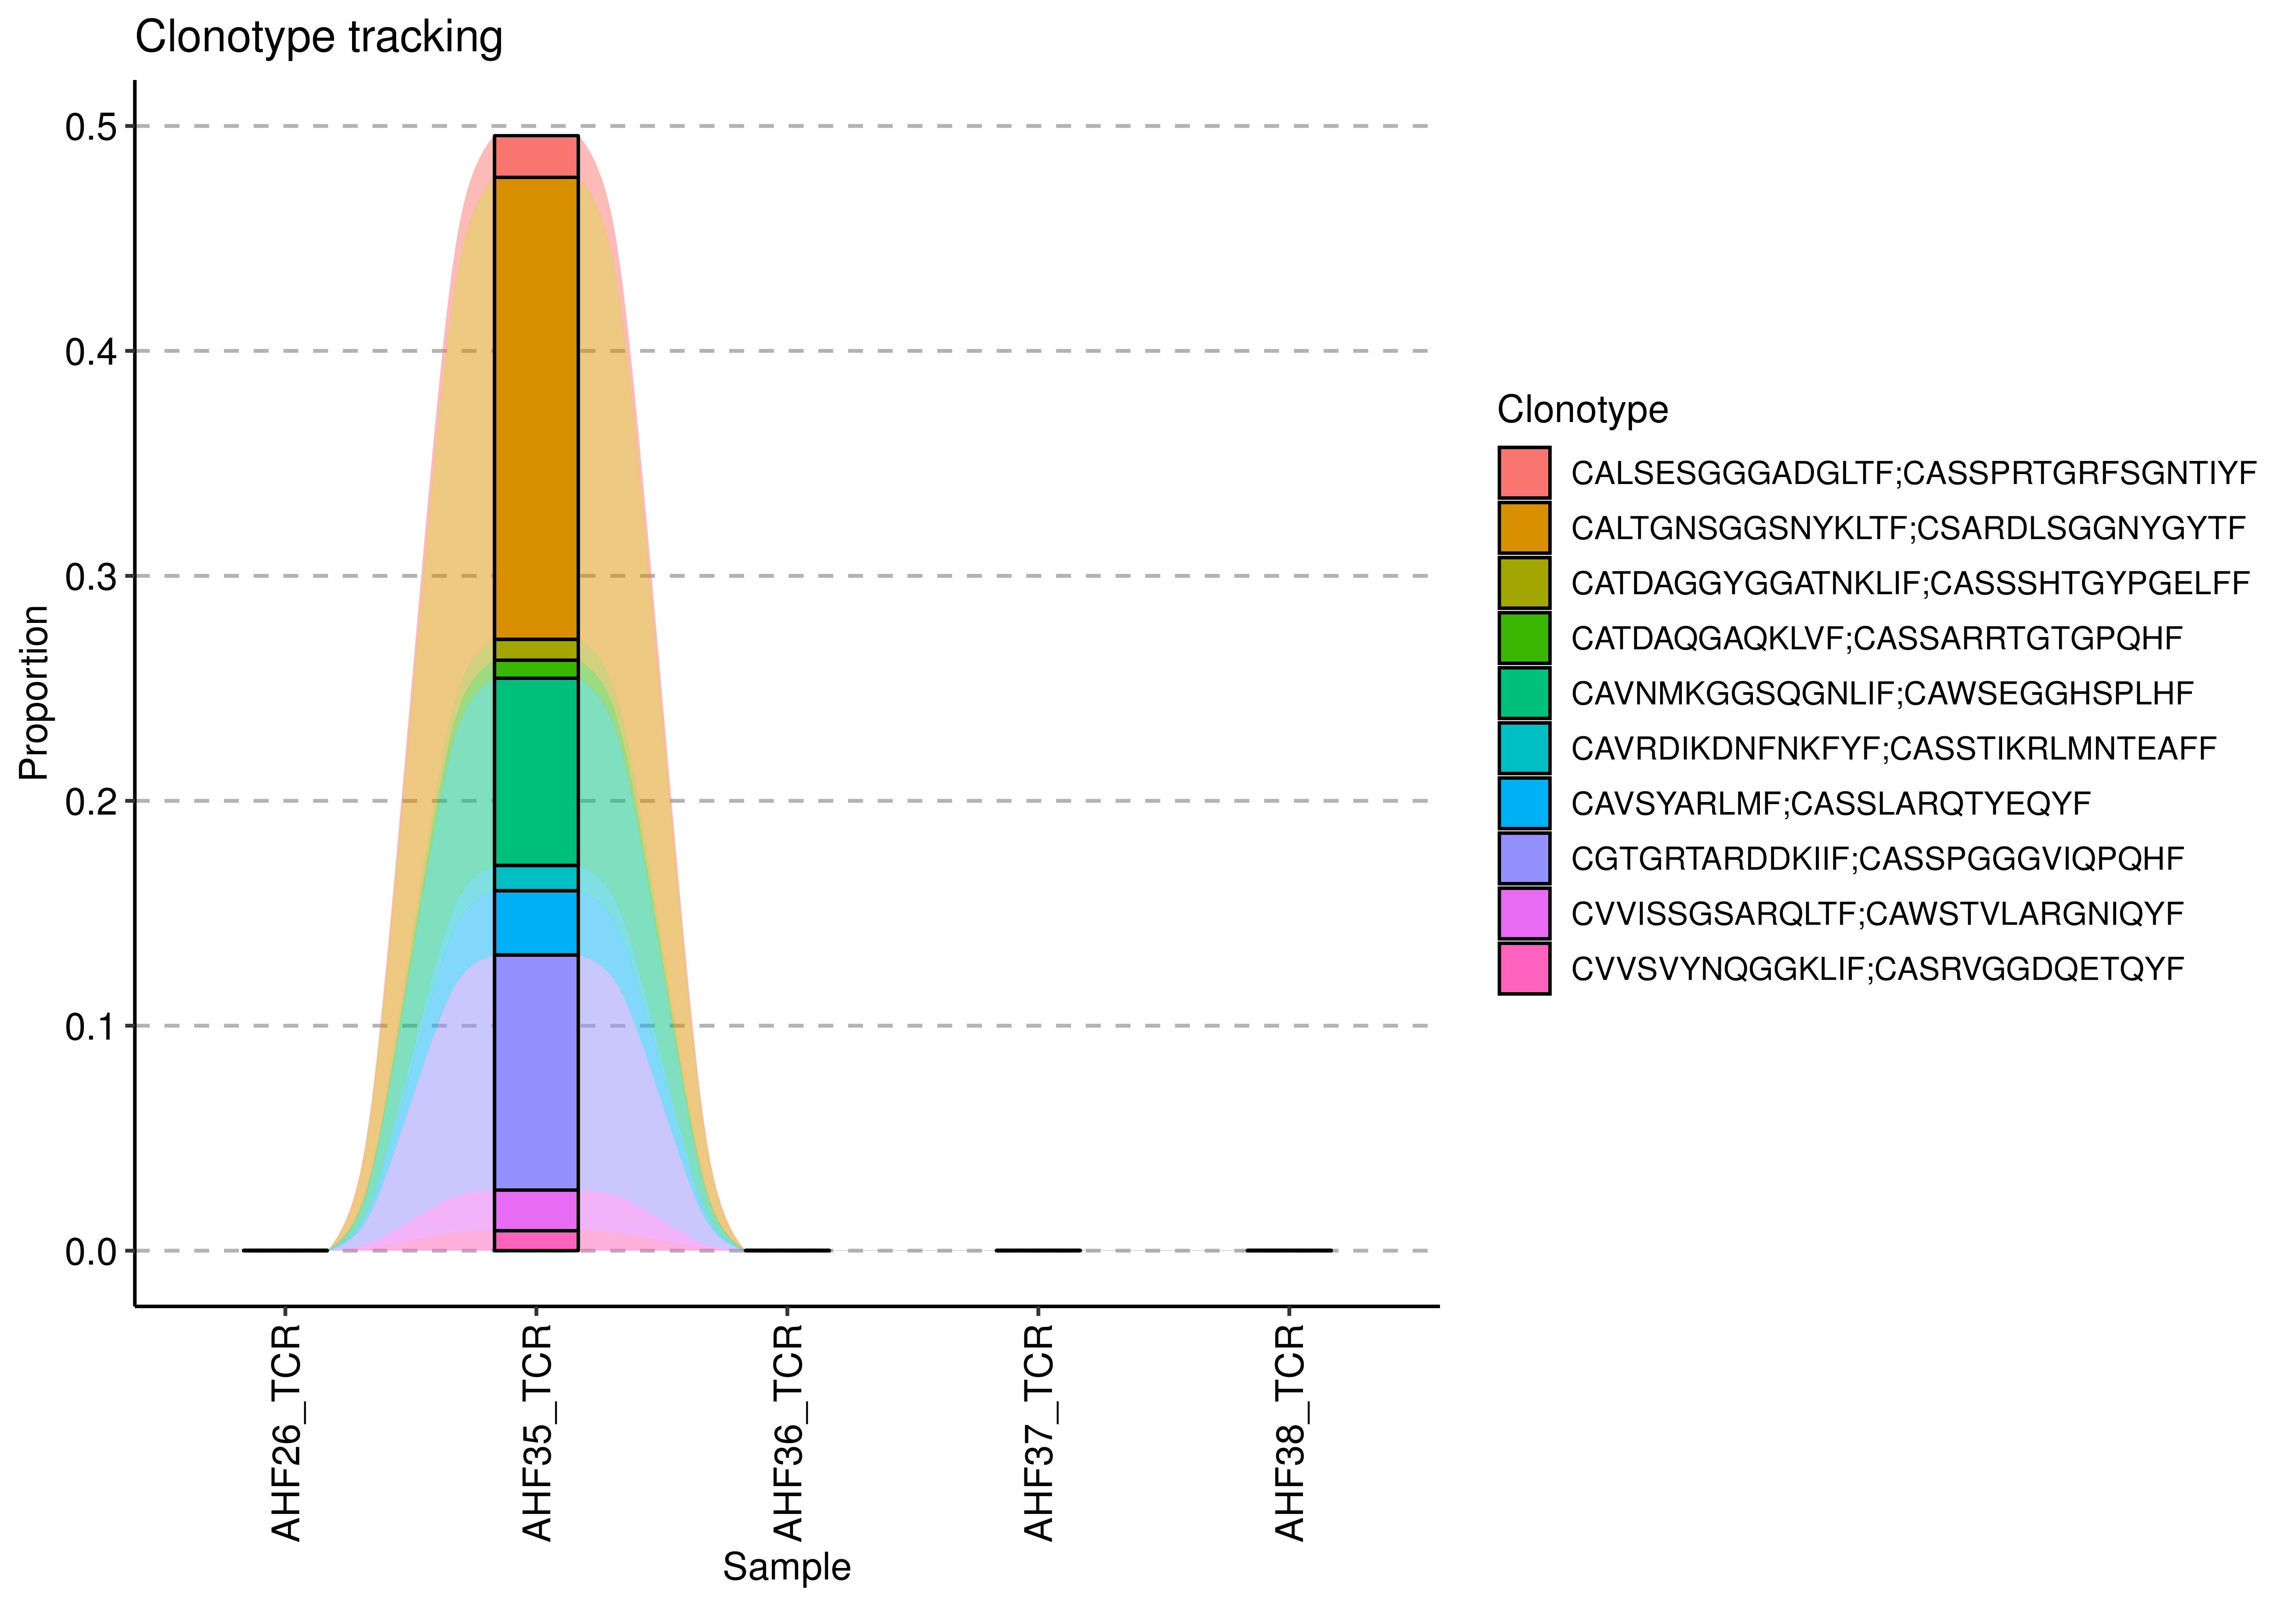 Clonotype tracking
0.5
0.4
0.3
0.2
0.1
0.0
Proportion
AHF26_TCR
AHF35_TCR
AHF36_TCR
AHF37_TCR
AHF38_TCR
Sample
Clonotype
CALSESGGGADGLTF;CASSPRTGRFSGNTIYF
CALTGNSGGSNYKLTF;CSARDLSGGNYGYTF
CATDAGGYGGATNKLIF;CASSSHTGYPGELFF
CATDAQGAQKLVF;CASSARRTGTGPQHF
CAVNMKGGSQGNLIF;CAWSEGGHSPLHF
CAVRDIKDNFNKFYF;CASSTIKRLMNTEAFF
CAVSYARLMF;CASSLARQTYEQYF
CGTGRTARDDKIIF;CASSPGGGVIQPQHF
CVVISSGSARQLTF;CAWSTVLARGNIQYF
CVVSVYNQGGKLIF;CASRVGGDQETQYF